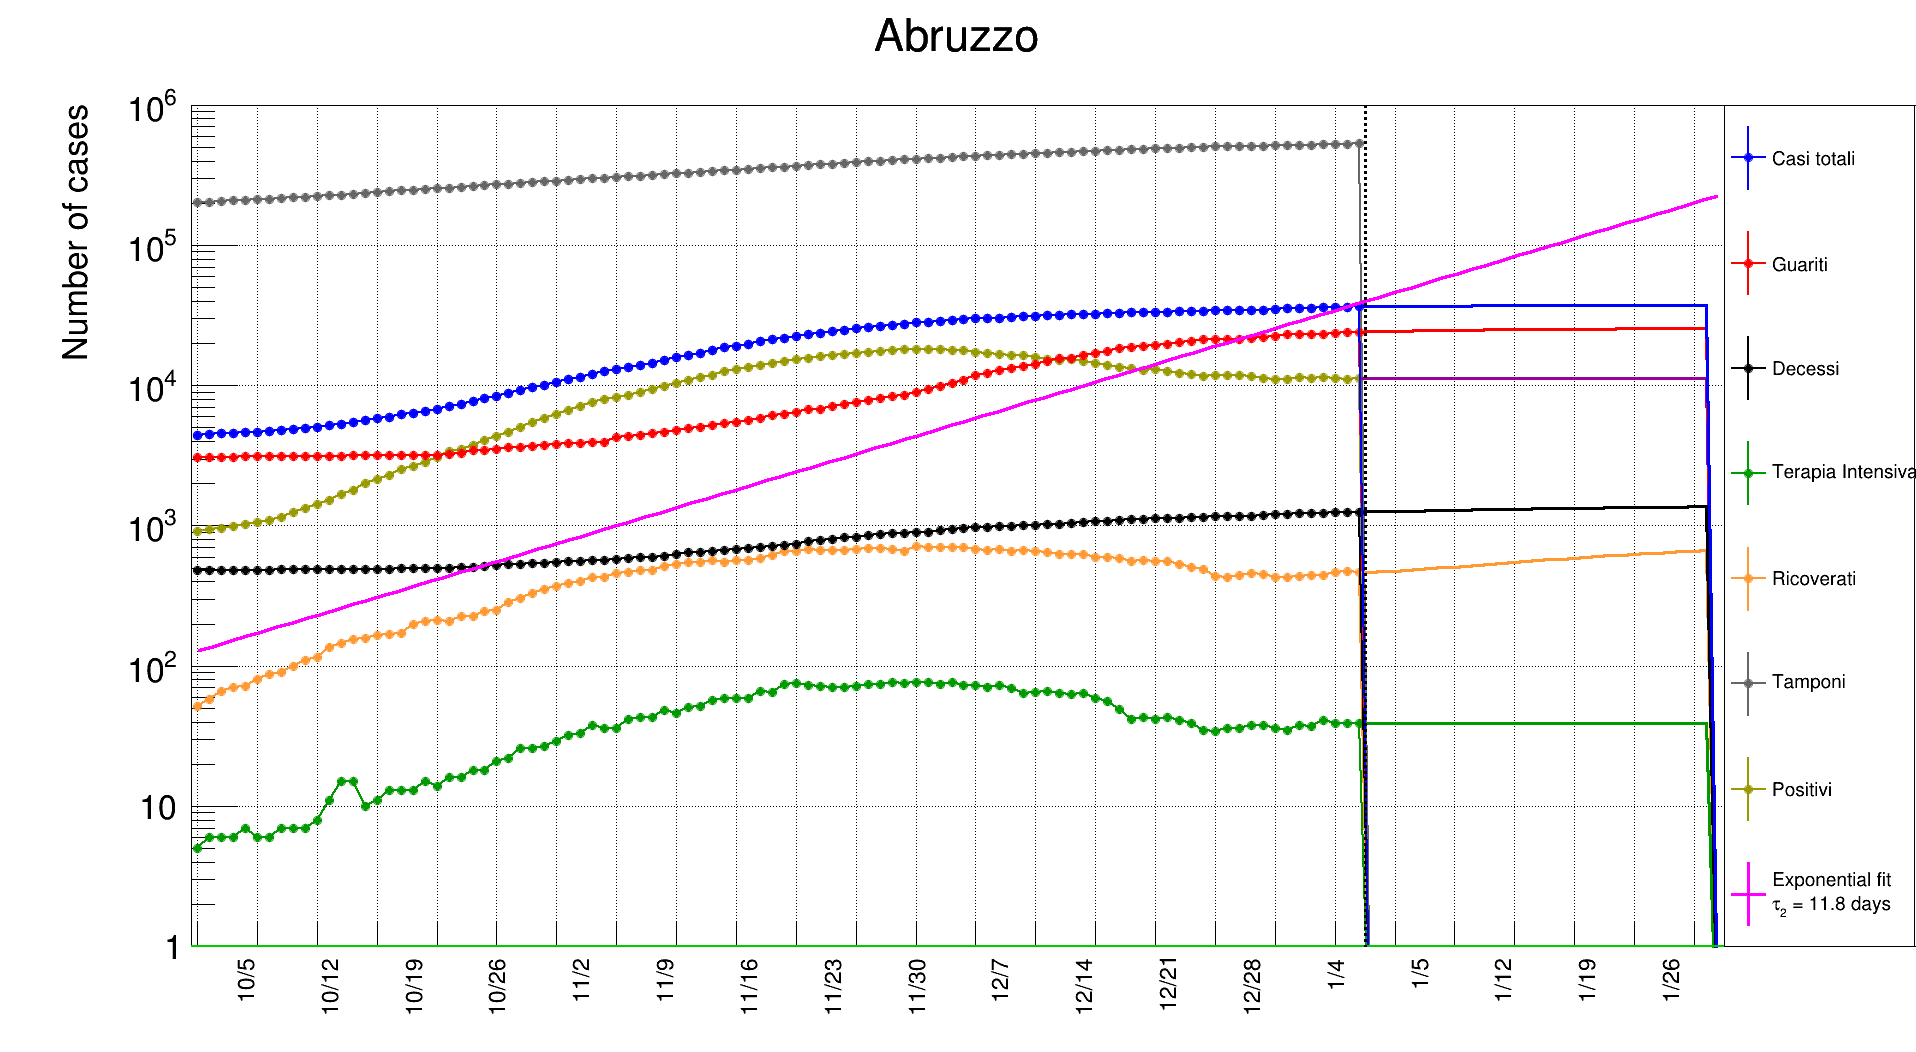 Abruzzo
Number of cases
10^6
10^5
10^4
10^3
10^2
10
1
10/5
10/12
10/19
10/26
11/2
11/9
11/16
11/23
11/30
12/7
12/14
12/21
12/28
1/4
1/5
1/12
1/19
1/26
Casi totali
Guariti
Decessi
Terapia Intensiva
Ricoverati
Tamponi
Positivi
Exponential fit
τ₂ = 11.8 days